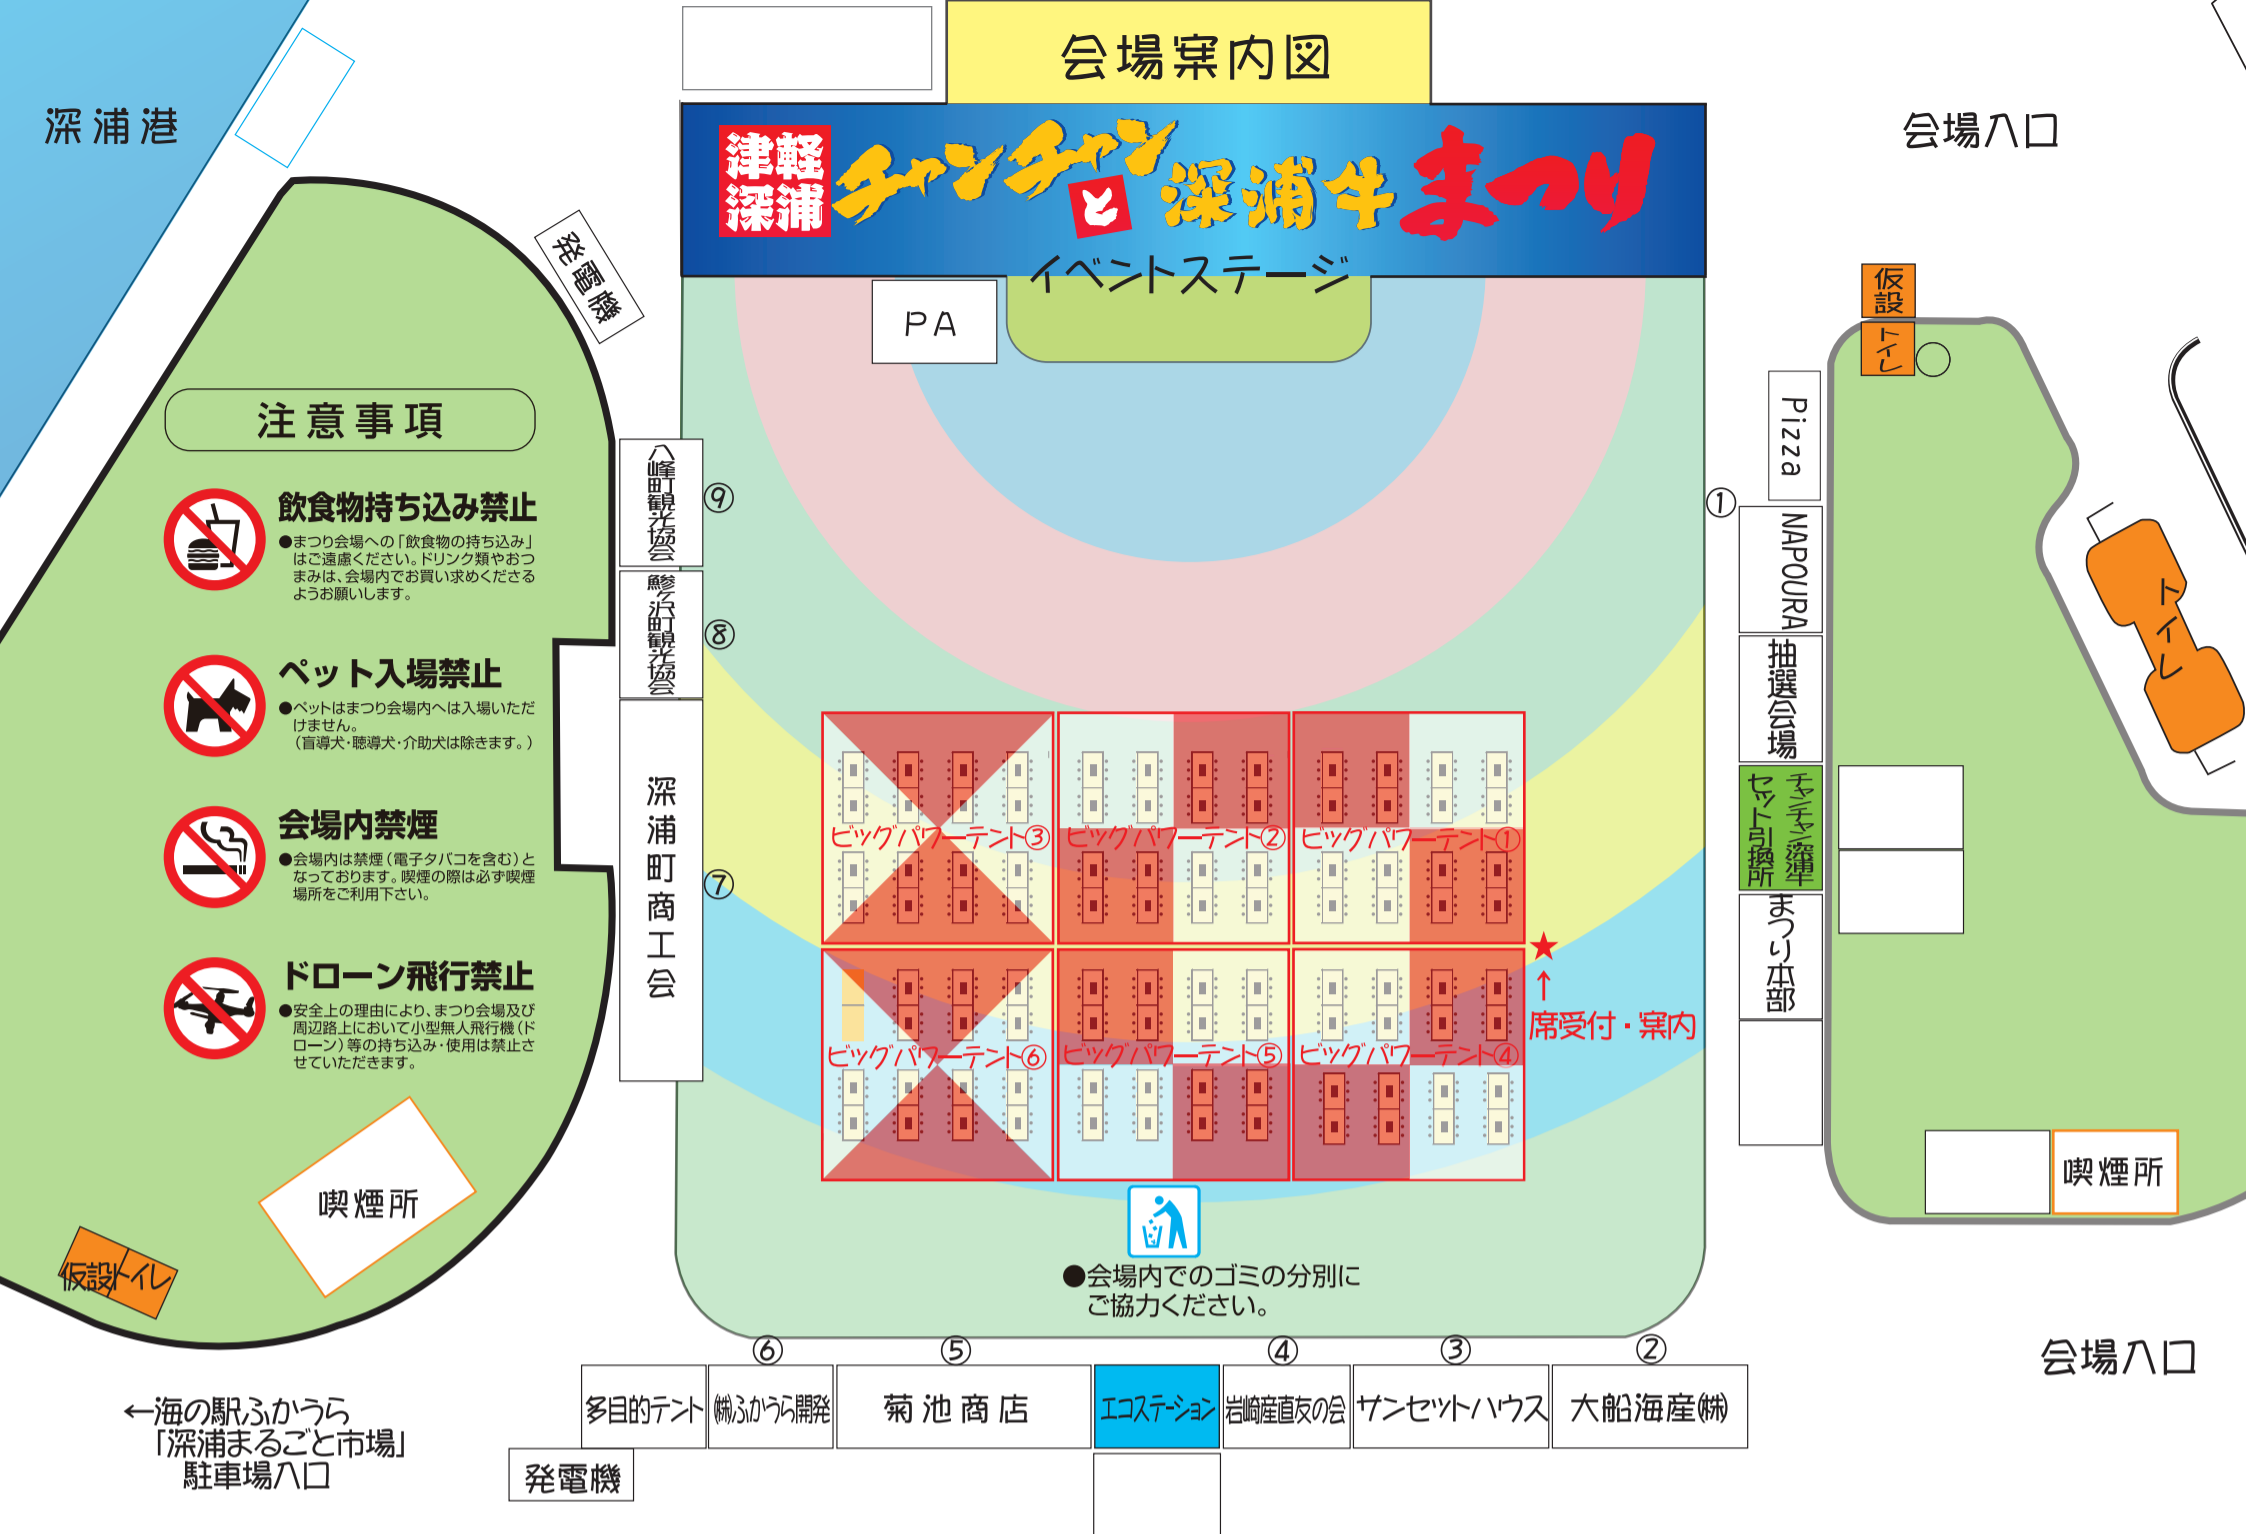 会場案内図
深浦港
津軽
深浦
チャンチャンと深浦牛まつり
イベントステージ
PA
会場入口
発電機
仮設
トイレ
注意事項
飲食物持ち込み禁止
●まつり会場への「飲食物の持ち込み」
はご遠慮ください。ドリンク類やおつ
まみは、会場内でお買い求めくださる
ようお願いします。
ペット入場禁止
●ペットはまつり会場内へは入場いただ
けません。
（盲導犬・聴導犬・介助犬は除きます。）
会場内禁煙
●会場内は禁煙（電子タバコを含む）と
なっております。喫煙の際は必ず喫煙
場所をご利用下さい。
ドローン飛行禁止
●安全上の理由により、まつり会場及び
周辺路上において小型無人飛行機（ド
ローン）等の持ち込み・使用は禁止さ
せていただきます。
喫煙所
仮設トイレ
八峰町観光協会
⑨
鰺ヶ沢町観光協会
⑧
深浦町商工会
⑦
ビッグパワーテント③
ビッグパワーテント②
ビッグパワーテント①
ビッグパワーテント⑥
ビッグパワーテント⑤
ビッグパワーテント④
★
↑
席受付・案内
①
Pizza
NAPOURA
抽選会場
チャンチャン深浦牛
セット引換所
まつり本部
トイレ
喫煙所
●会場内でのゴミの分別に
ご協力ください。
会場入口
⑥
⑤
④
③
②
多目的テント
㈱ふかうら開発
菊池商店
エコステーション
岩崎産直友の会
サンセットハウス
大船海産㈱
発電機
←海の駅ふかうら
「深浦まるごと市場」
駐車場入口